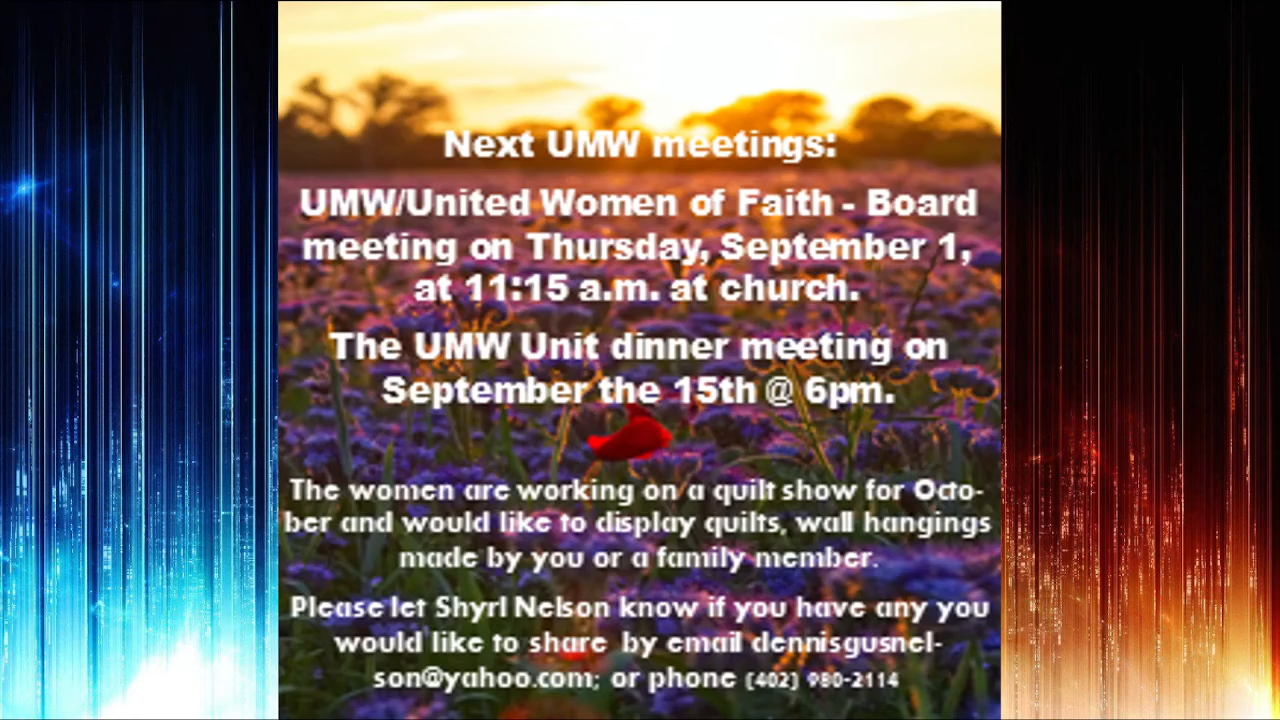 Next UMW meetings:
UMW/United Women of Faith - Board
meeting on Thursday, September 1,
at 11:15 a.m. at church.
The UMW Unit dinner meeting on
September the 15th @ 6pm.
The women are working on a quilt show for Octo-
ber and would like to display quilts, wall hangings
made by you or a family member.
Please let Shyrl Nelson know if you have any you
would like to share by email dennisgusnel-
son@yahoo.com; or phone (402) 980-2114